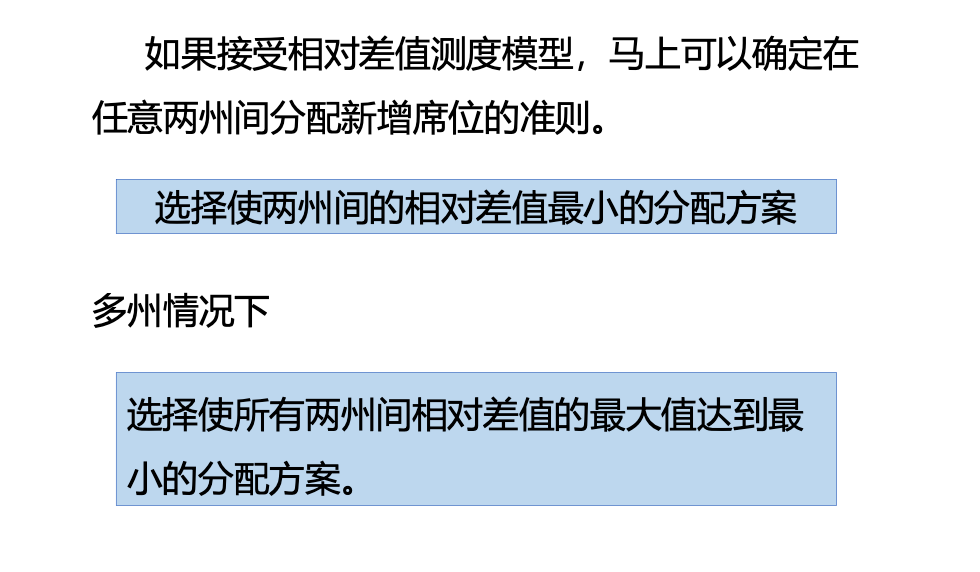 如果接受相对差值测度模型，马上可以确定在
任意两州间分配新增席位的准则。
选择使两州间的相对差值最小的分配方案
多州情况下
选择使所有两州间相对差值的最大值达到最
小的分配方案。